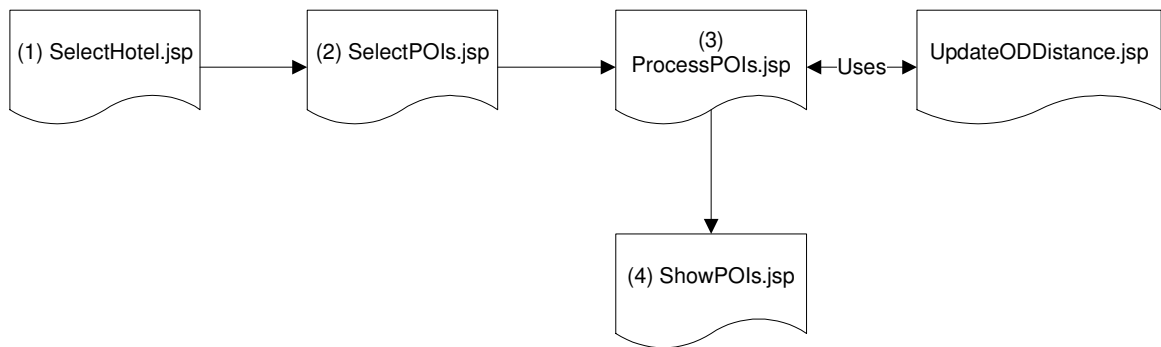 (1) SelectHotel.jsp
(2) SelectPOIs.jsp
(3)
ProcessPOIs.jsp
Uses
UpdateODDistance.jsp
(4) ShowPOIs.jsp